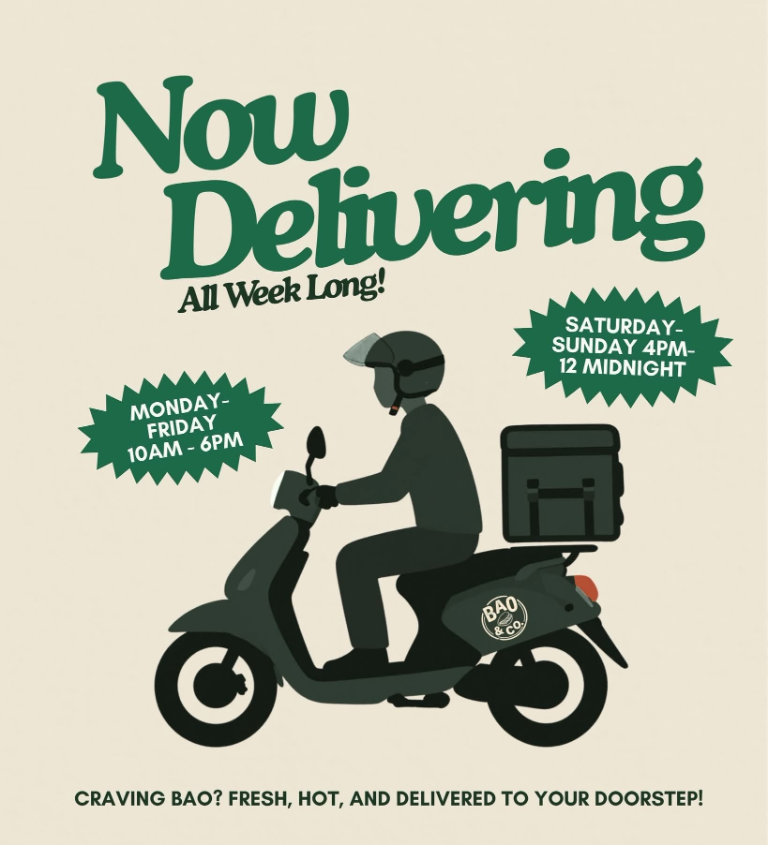 Now
Delivering
All Week Long!
SATURDAY-
SUNDAY 4PM-
12 MIDNIGHT
MONDAY-
FRIDAY
10AM - 6PM
BAO
& CO.
CRAVING BAO? FRESH, HOT, AND DELIVERED TO YOUR DOORSTEP!